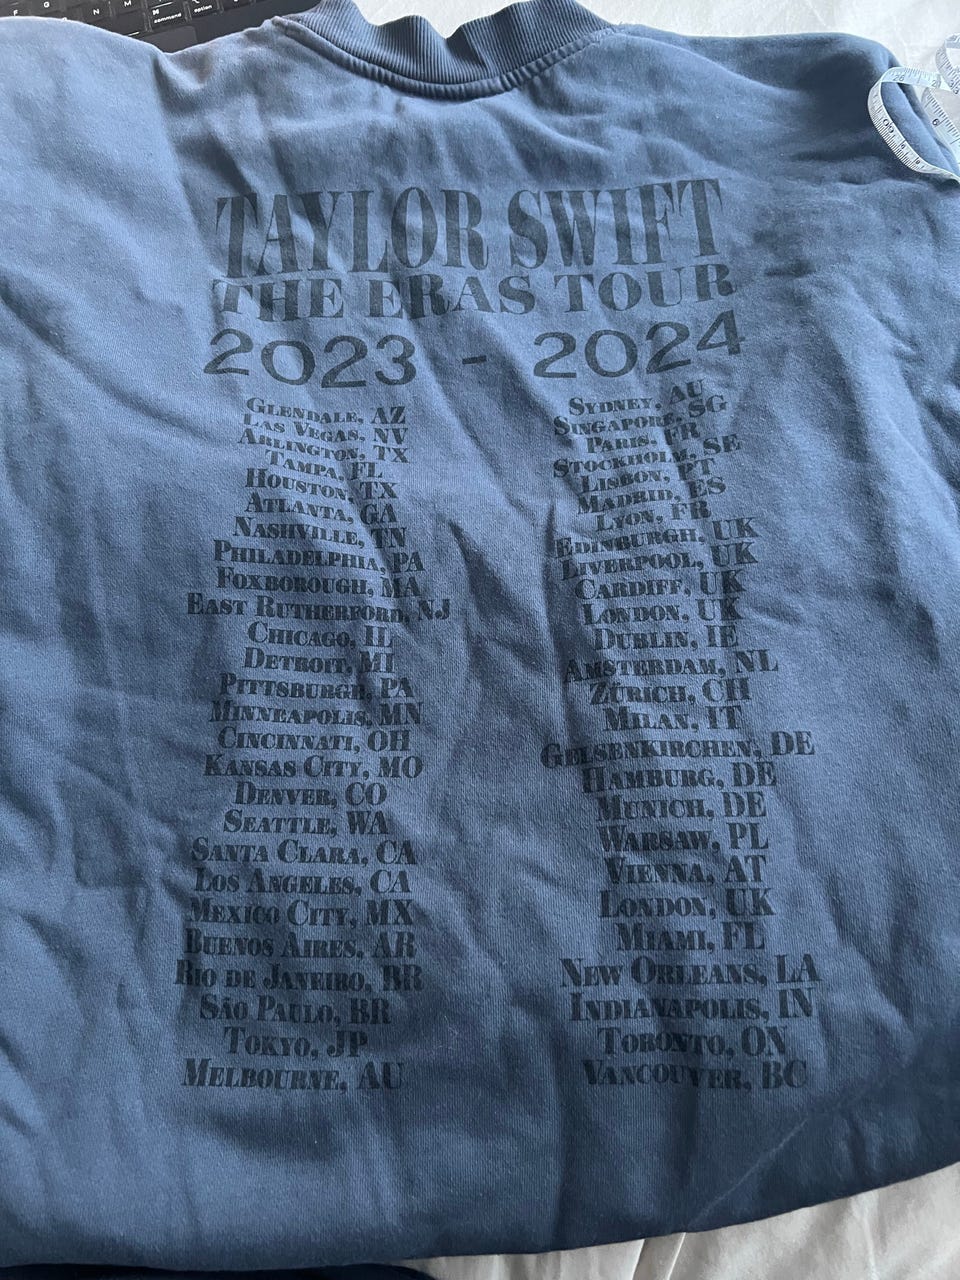 command
option
TAYLOR SWIFT
THE ERAS TOUR
2023 - 2024
GLENDALE, AZ
LAS VEGAS, NV
ARLINGTON, TX
TAMPA, FL
HOUSTON, TX
ATLANTA, GA
NASHVILLE, TN
PHILADELPHIA, PA
FOXBOROUGH, MA
EAST RUTHERFORD, NJ
CHICAGO, IL
DETROIT, MI
PITTSBURGH, PA
MINNEAPOLIS, MN
CINCINNATI, OH
KANSAS CITY, MO
DENVER, CO
SEATTLE, WA
SANTA CLARA, CA
LOS ANGELES, CA
MEXICO CITY, MX
BUENOS AIRES, AR
RIO DE JANEIRO, BR
SÃO PAULO, BR
TOKYO, JP
MELBOURNE, AU
SYDNEY, AU
SINGAPORE, SG
PARIS, FR
STOCKHOLM, SE
LISBON, PT
MADRID, ES
LYON, FR
EDINBURGH, UK
LIVERPOOL, UK
CARDIFF, UK
LONDON, UK
DUBLIN, IE
AMSTERDAM, NL
ZÜRICH, CH
MILAN, IT
GELSENKIRCHEN, DE
HAMBURG, DE
MUNICH, DE
WARSAW, PL
VIENNA, AT
LONDON, UK
MIAMI, FL
NEW ORLEANS, LA
INDIANAPOLIS, IN
TORONTO, ON
VANCOUVER, BC